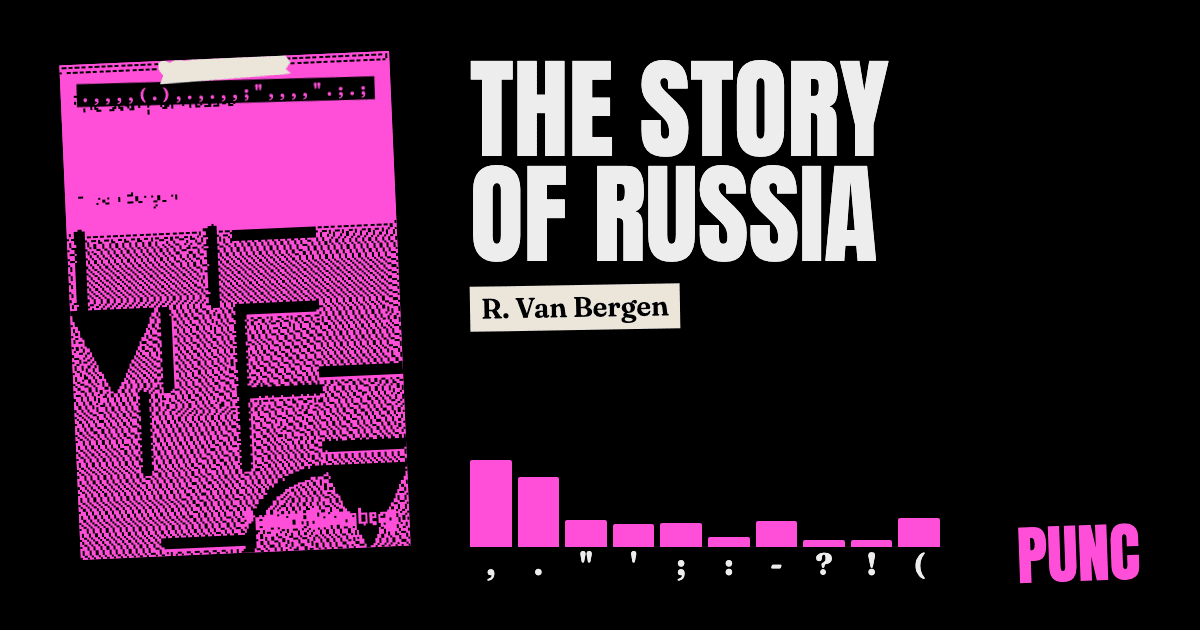 .,,,,(.),.,.,,;",,,,".;.;
THE STORY
OF RUSSIA
R. Van Bergen
, . " ' ; : - ? ! (
PUNC